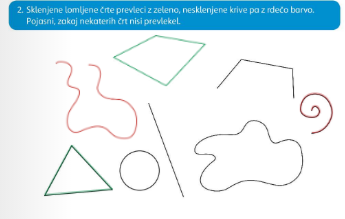 2. Sklenjene lomljene črte prevleci z zeleno, nesklenjene krive pa z rdečo barvo.
Pojasni, zakaj nekaterih črt nisi prevlekel.